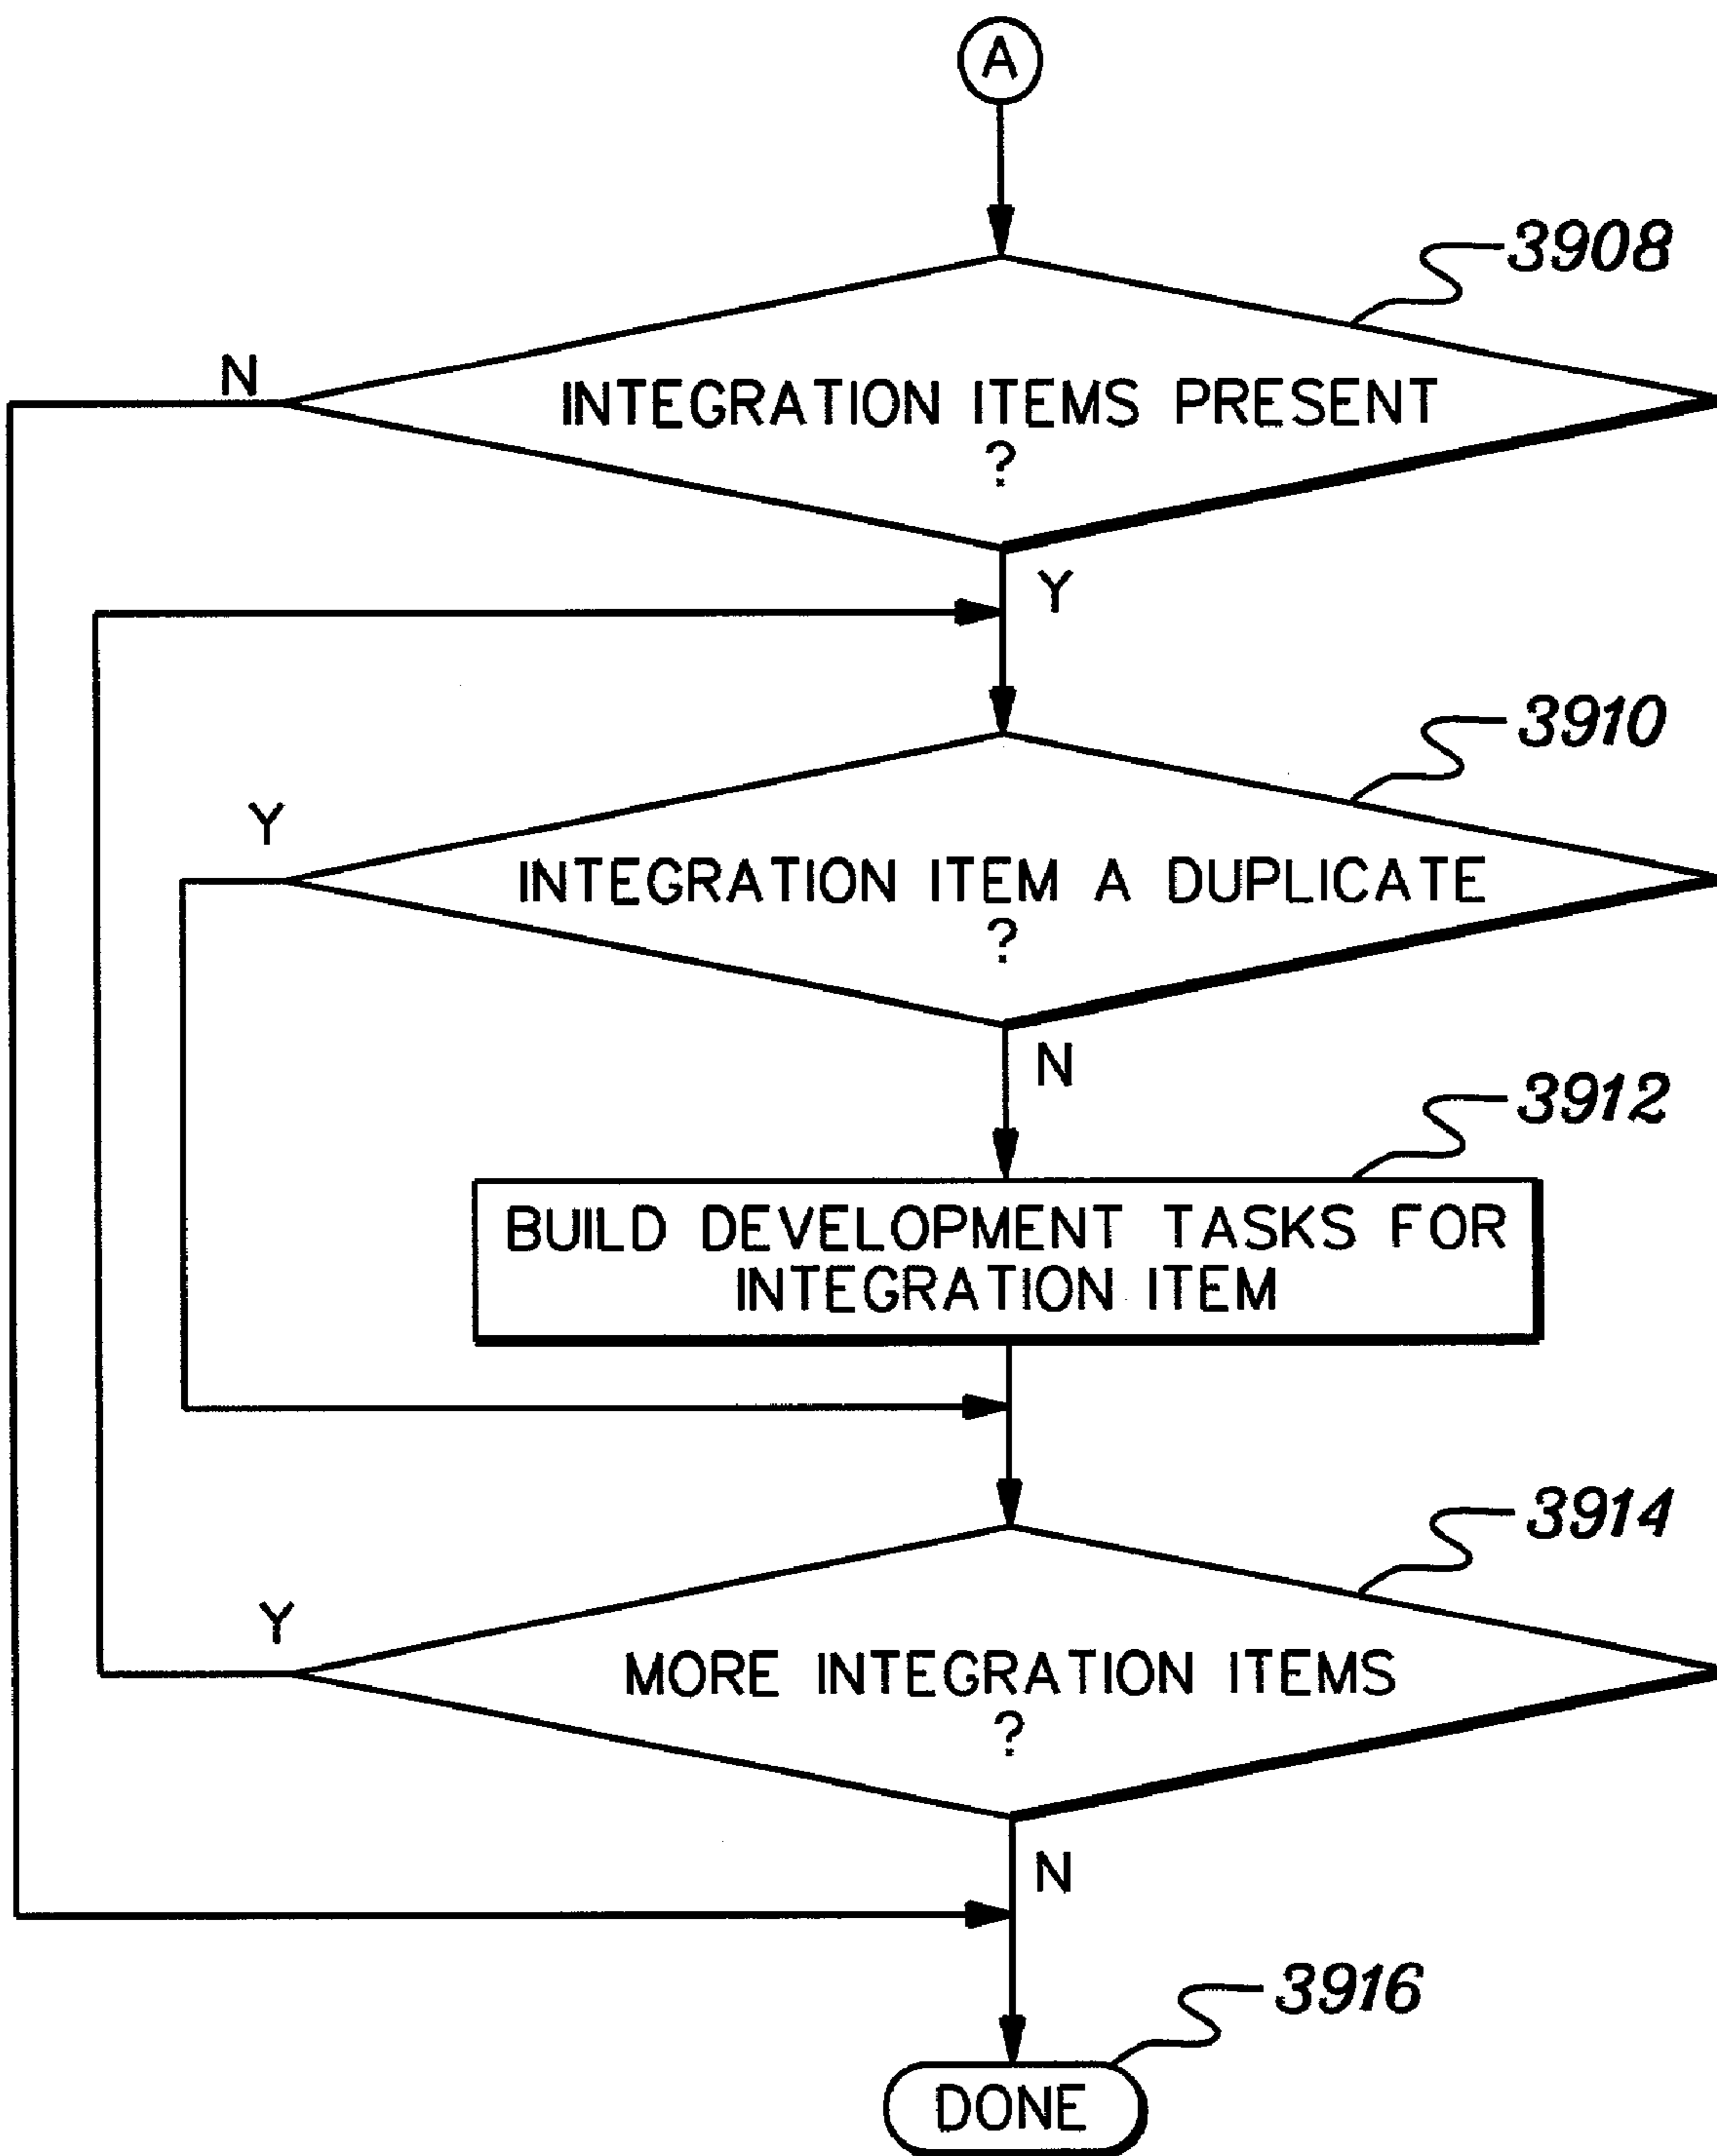 A
3908
N
INTEGRATION ITEMS PRESENT
?
Y
3910
Y
INTEGRATION ITEM A DUPLICATE
?
N
3912
BUILD DEVELOPMENT TASKS FOR
INTEGRATION ITEM
3914
Y
MORE INTEGRATION ITEMS
?
N
3916
DONE